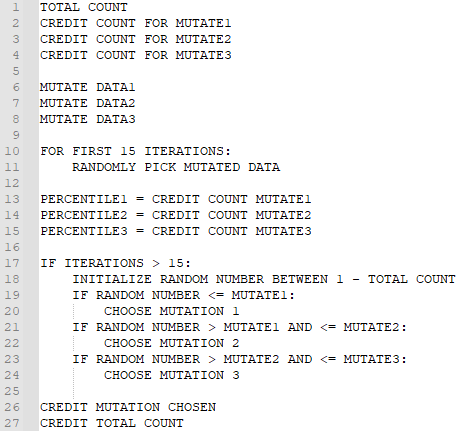 1 TOTAL COUNT
2 CREDIT COUNT FOR MUTATE1
3 CREDIT COUNT FOR MUTATE2
4 CREDIT COUNT FOR MUTATE3
5
6 MUTATE DATA1
7 MUTATE DATA2
8 MUTATE DATA3
9
10 FOR FIRST 15 ITERATIONS:
11     RANDOMLY PICK MUTATED DATA
12
13 PERCENTILE1 = CREDIT COUNT MUTATE1
14 PERCENTILE2 = CREDIT COUNT MUTATE2
15 PERCENTILE3 = CREDIT COUNT MUTATE3
16
17 IF ITERATIONS > 15:
18     INITIALIZE RANDOM NUMBER BETWEEN 1 - TOTAL COUNT
19     IF RANDOM NUMBER <= MUTATE1:
20         CHOOSE MUTATION 1
21     IF RANDOM NUMBER > MUTATE1 AND <= MUTATE2:
22         CHOOSE MUTATION 2
23     IF RANDOM NUMBER > MUTATE2 AND <= MUTATE3:
24         CHOOSE MUTATION 3
25
26 CREDIT MUTATION CHOSEN
27 CREDIT TOTAL COUNT